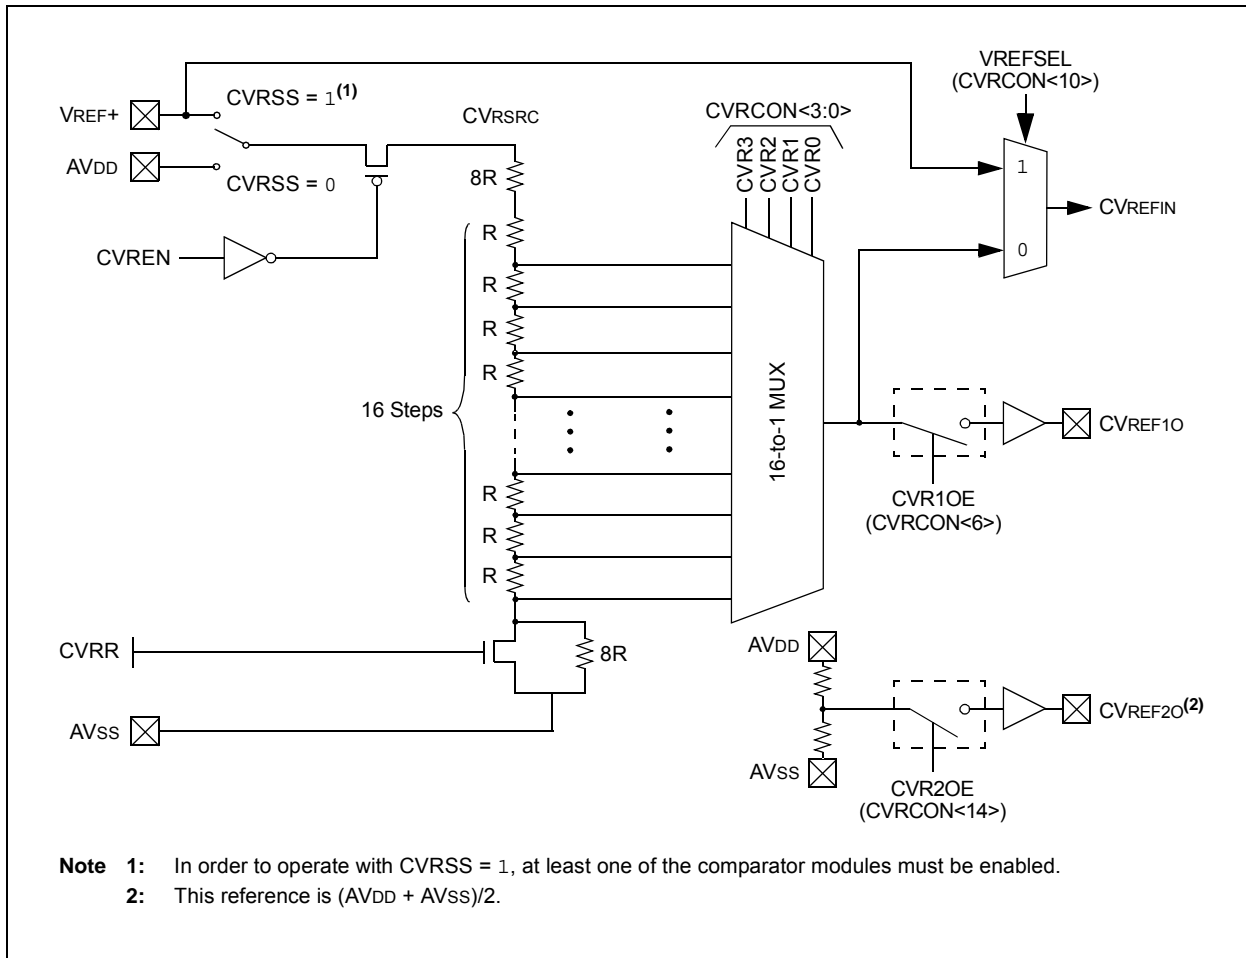 VREFSEL
(CVRCON<10>)
CVRSS = 1(1)
VREF+
CVRSRC
CVRCON<3:0>
CVR3
CVR2
CVR1
CVR0
AVDD
CVRSS = 0
8R
1
CVREFIN
0
CVREN
R
R
R
R
16 Steps
16-to-1 MUX
CVREF1O
R
R
R
CVR1OE
(CVRCON<6>)
CVRR
8R
AVDD
AVSS
CVREF2O(2)
AVSS
CVR2OE
(CVRCON<14>)
Note 1: In order to operate with CVRSS = 1, at least one of the comparator modules must be enabled.
2: This reference is (AVDD + AVSS)/2.